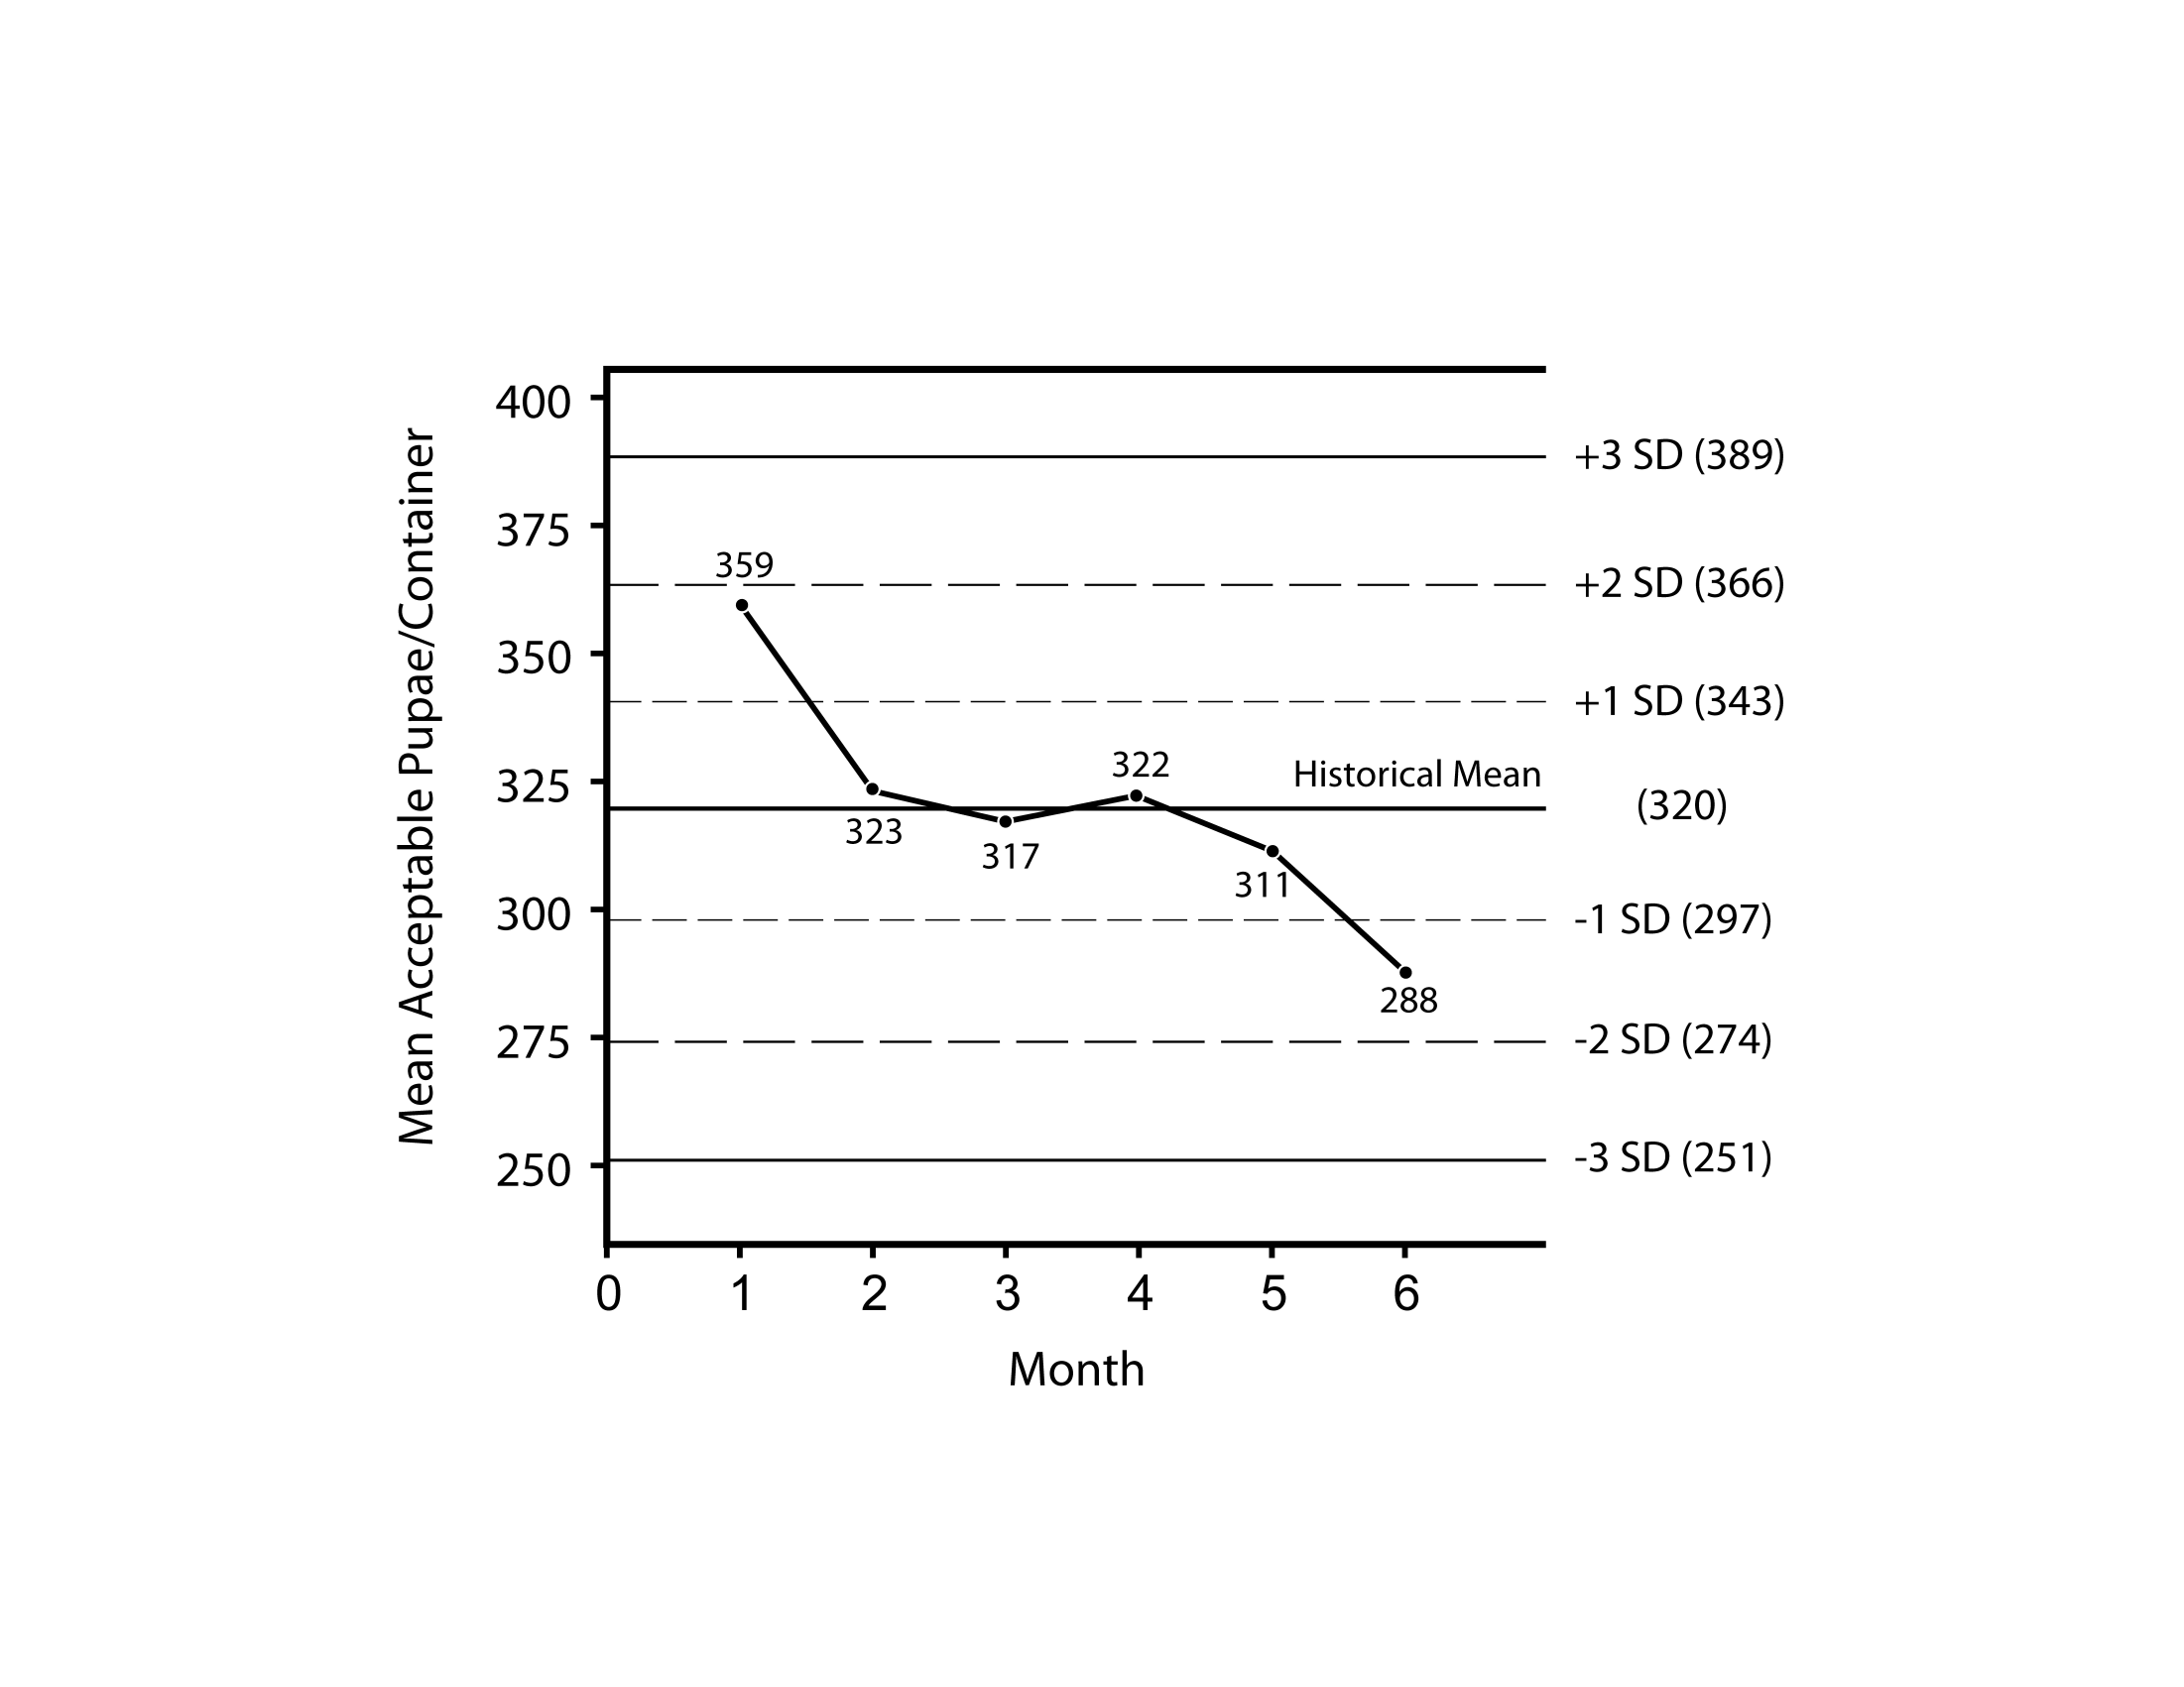 Mean Acceptable Pupae/Container
400
+3 SD (389)
375
359
+2 SD (366)
350
+1 SD (343)
325
322
Historical Mean
(320)
323
317
311
300
-1 SD (297)
288
275
-2 SD (274)
250
-3 SD (251)
0 1 2 3 4 5 6
Month